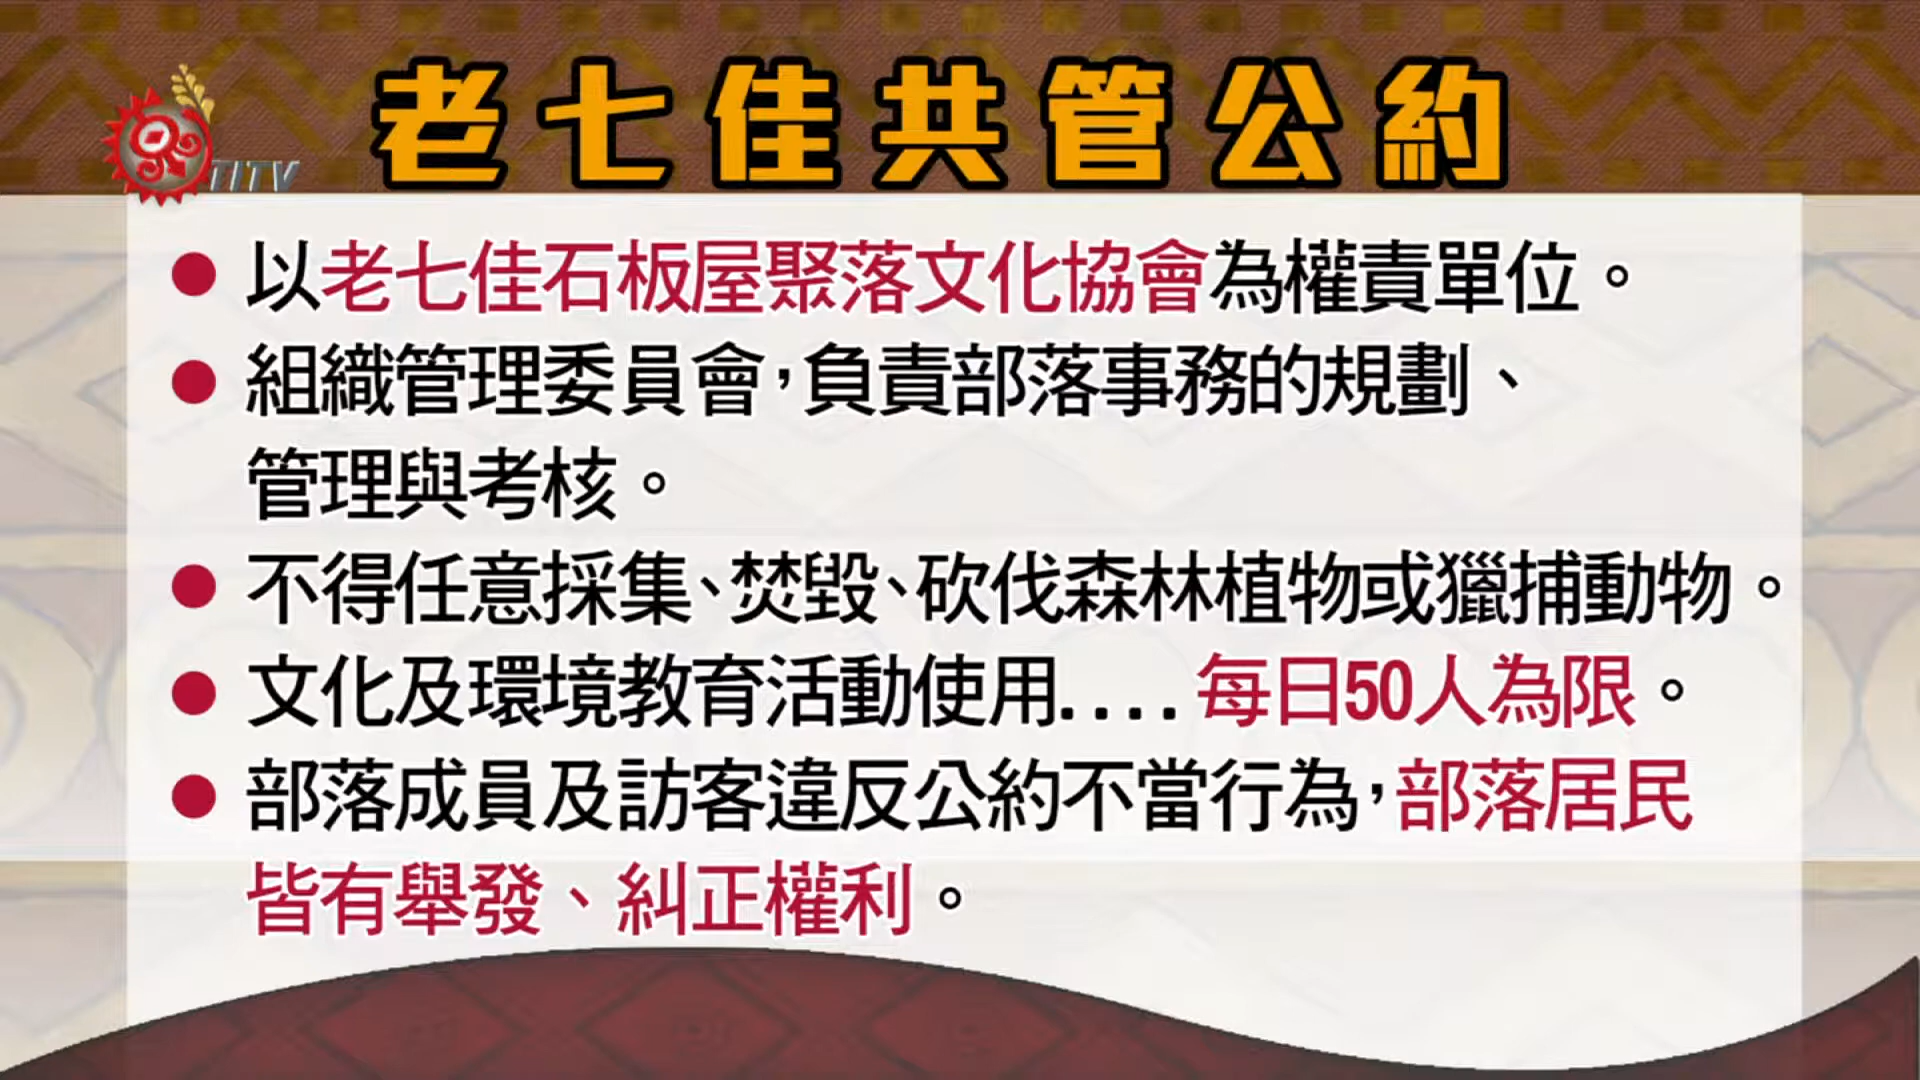 老七佳共管公約
TITV
以老七佳石板屋聚落文化協會為權責單位。
組織管理委員會，負責部落事務的規劃、
管理與考核。
不得任意採集、焚毀、砍伐森林植物或獵捕動物。
文化及環境教育活動使用....每日50人為限。
部落成員及訪客違反公約不當行為，部落居民
皆有舉發、糾正權利。